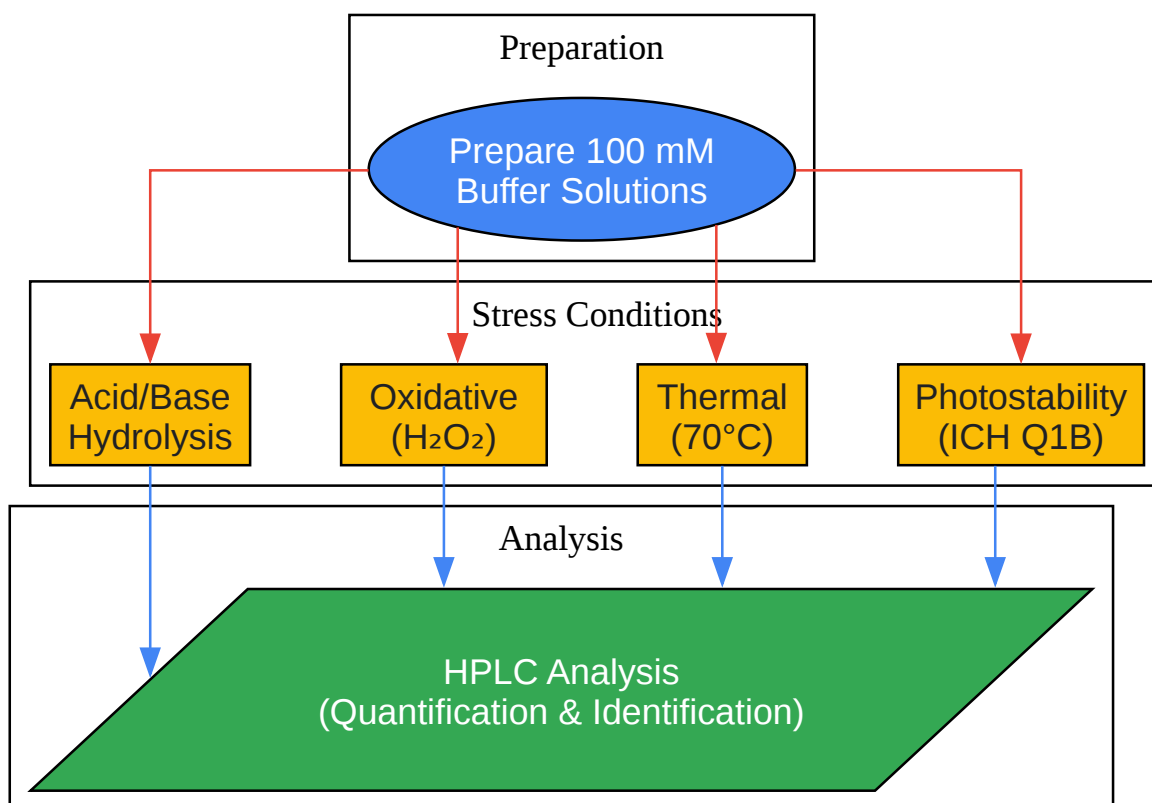 Preparation
Prepare 100 mM
Buffer Solutions
Stress Conditions
Acid/Base
Hydrolysis
Oxidative
(H₂O₂)
Thermal
(70°C)
Photostability
(ICH Q1B)
Analysis
HPLC Analysis
(Quantification & Identification)